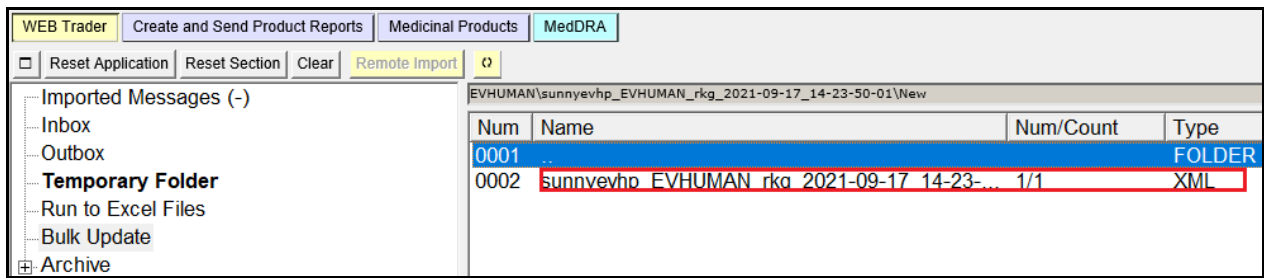 WEB Trader Create and Send Product Reports Medicinal Products MedDRA
Reset Application Reset Section Clear Remote Import
Imported Messages (-)
Inbox
Outbox
Temporary Folder
Run to Excel Files
Bulk Update
Archive
EVHUMAN\sunnyevhp_EVHUMAN_rkg_2021-09-17_14-23-50-01\New
Num Name Num/Count Type
0001 .. FOLDER
0002 sunnyevhp_EVHUMAN_rkg_2021-09-17_14-23-... 1/1 XML